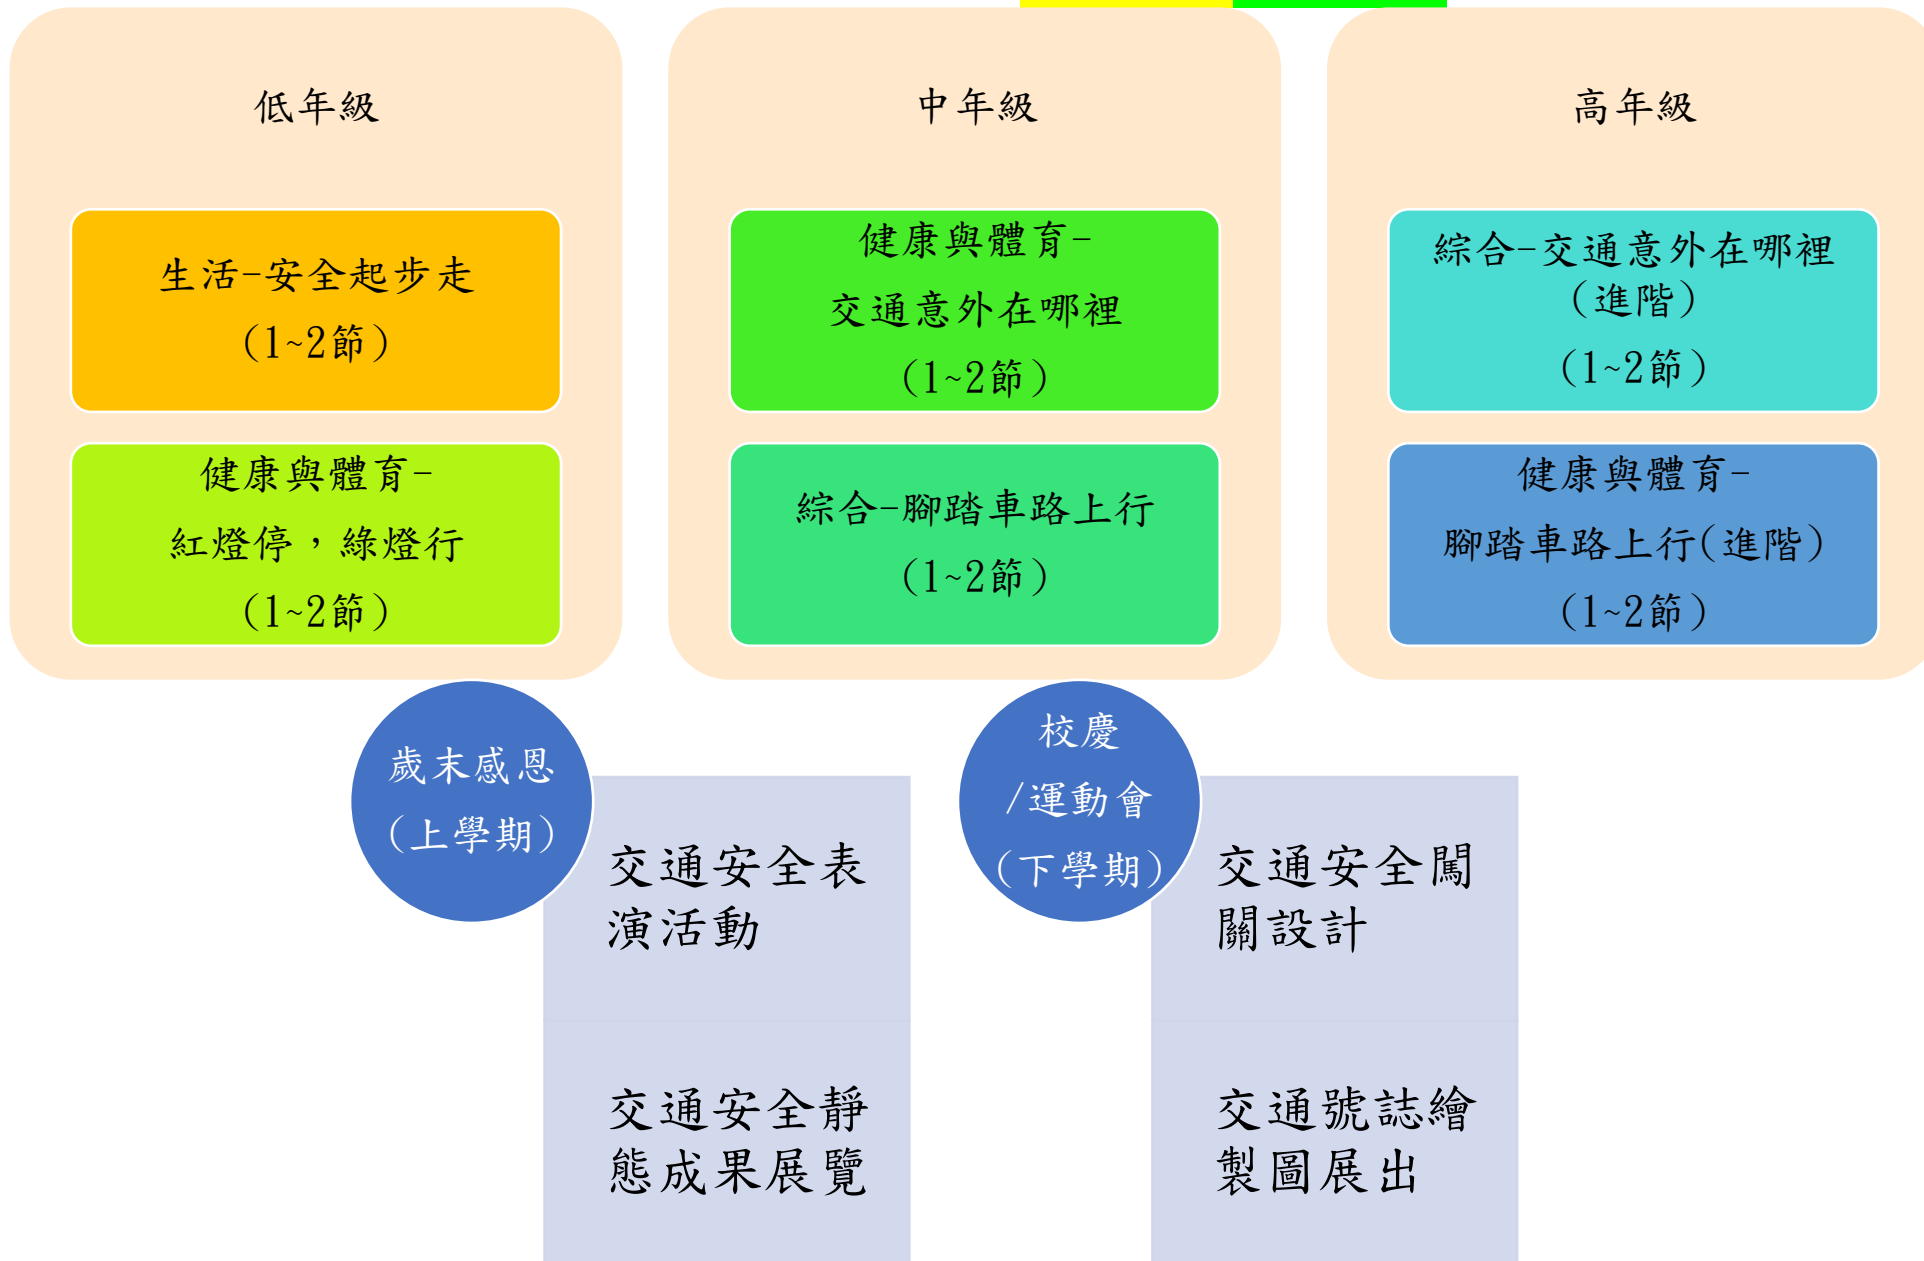 低年級
生活-安全起步走
(1~2節)
健康與體育-
紅燈停，綠燈行
(1~2節)
中年級
健康與體育-
交通意外在哪裡
(1~2節)
綜合-腳踏車路上行
(1~2節)
高年級
綜合-交通意外在哪裡
(進階)
(1~2節)
健康與體育-
腳踏車路上行(進階)
(1~2節)
歲末感恩
(上學期)
交通安全表
演活動
交通安全靜
態成果展覽
校慶
/運動會
(下學期)
交通安全闖
關設計
交通號誌繪
製圖展出